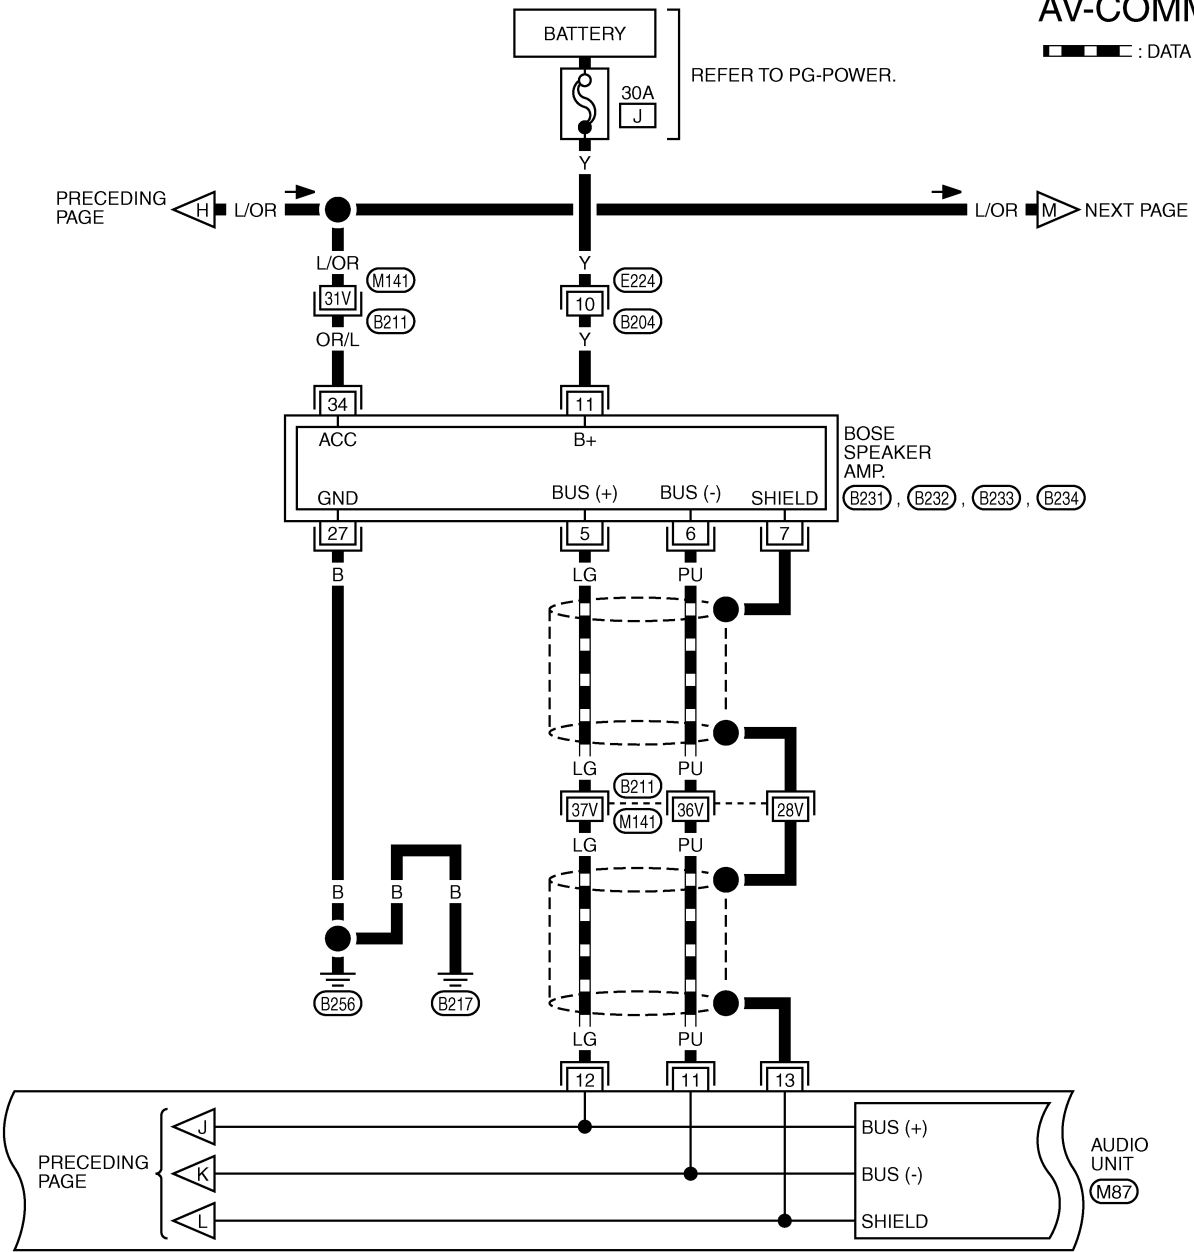 AV-COMM
: DATA
BATTERY
REFER TO PG-POWER.
30A
J
Y
PRECEDING
PAGE
H
L/OR
L/OR
M
NEXT PAGE
L/OR
M141
31V
B211
OR/L
Y
E224
10
B204
Y
34
11
ACC
B+
BOSE
SPEAKER
AMP.
B231 , B232 , B233 , B234
GND
BUS (+)
BUS (-)
SHIELD
27
5
6
7
B
LG
PU
LG
PU
B211
37V
36V
28V
M141
LG
PU
B
B
B
B256
B217
LG
PU
12
11
13
J
BUS (+)
PRECEDING
PAGE
K
BUS (-)
L
SHIELD
AUDIO
UNIT
M87